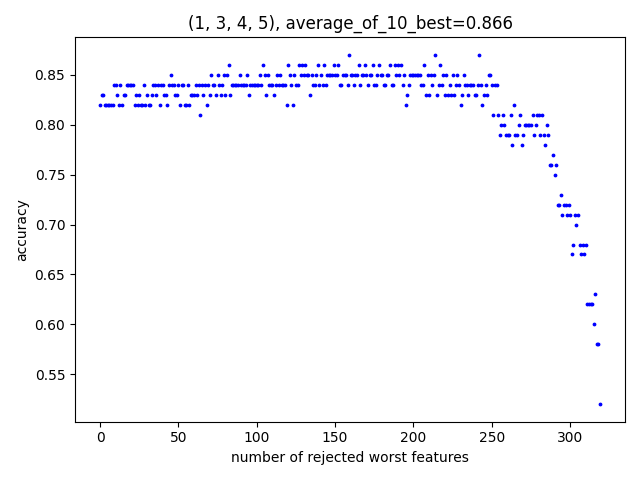 (1, 3, 4, 5), average_of_10_best=0.866
accuracy
0.85
0.80
0.75
0.70
0.65
0.60
0.55
0 50 100 150 200 250 300
number of rejected worst features